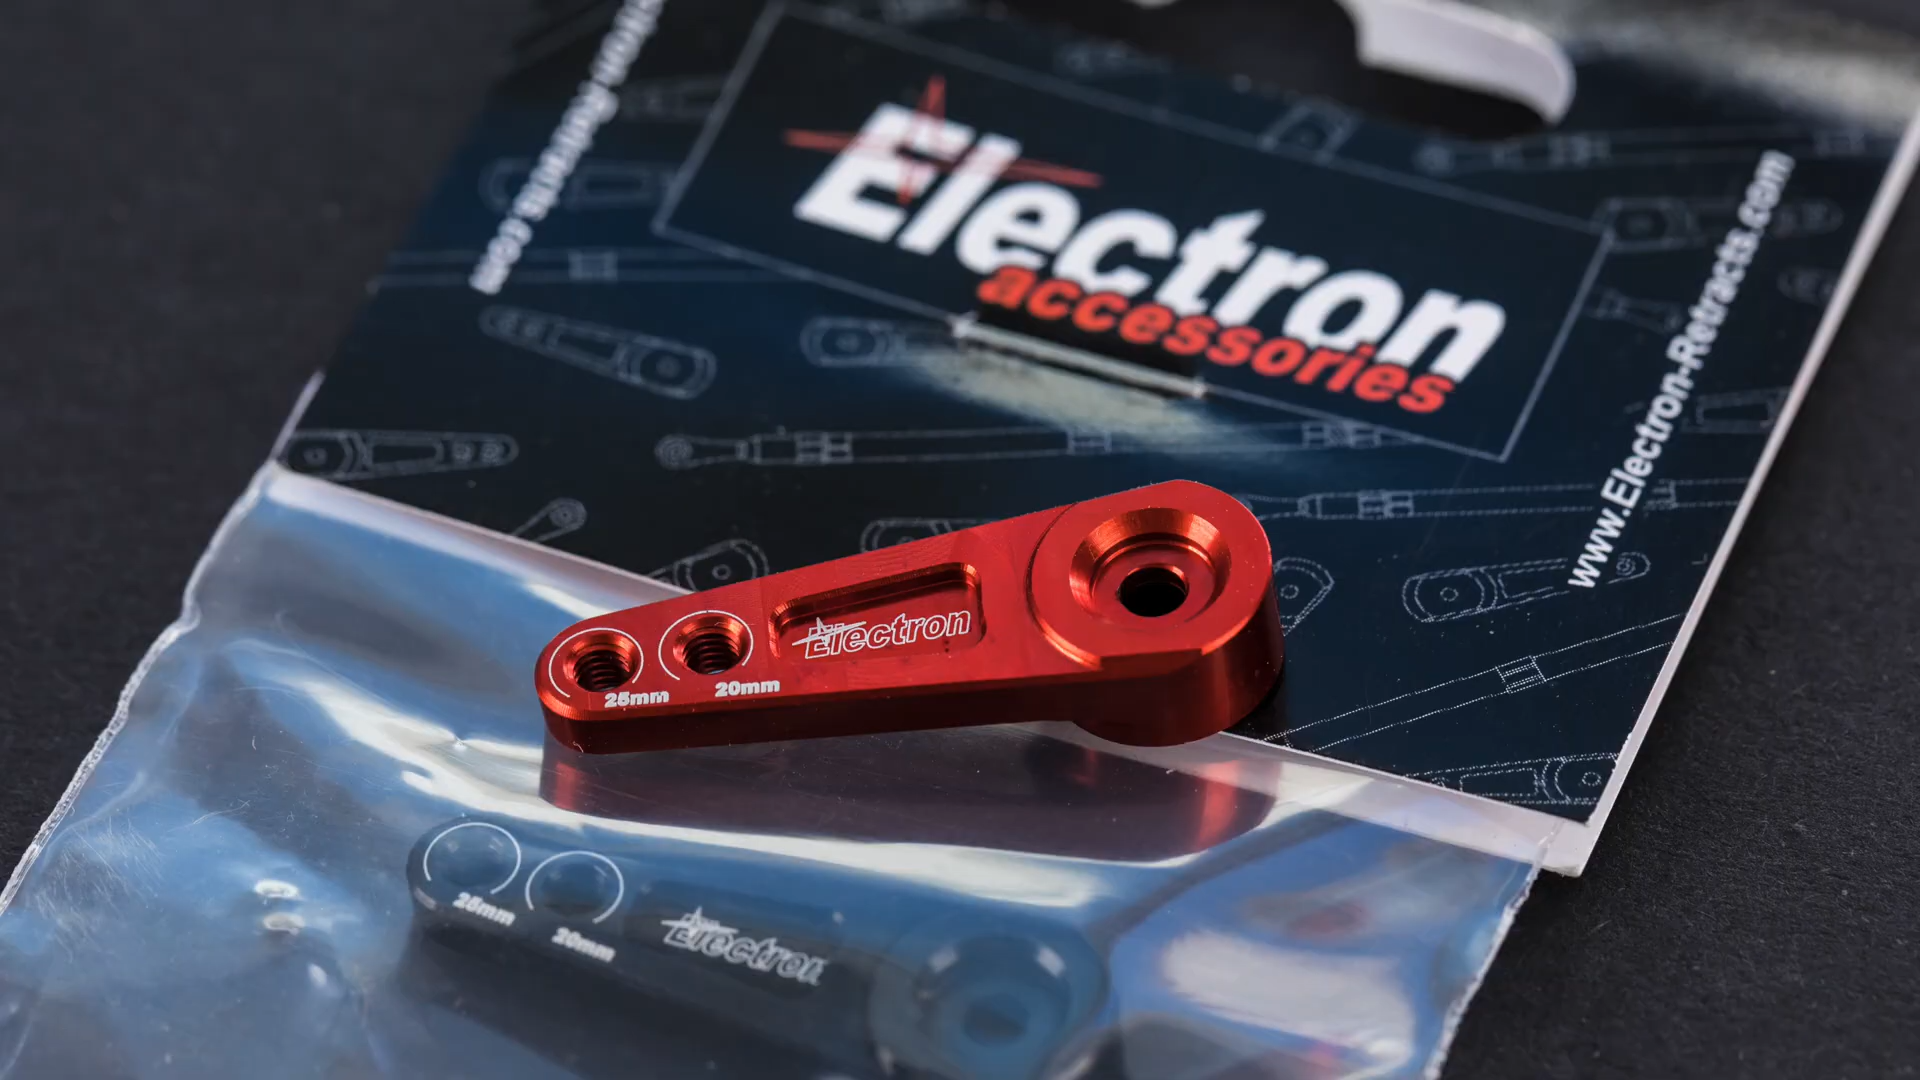 Electron
accessories
www.Electron-Retracts.com
Electron
25mm
20mm
25mm
20mm
Electron